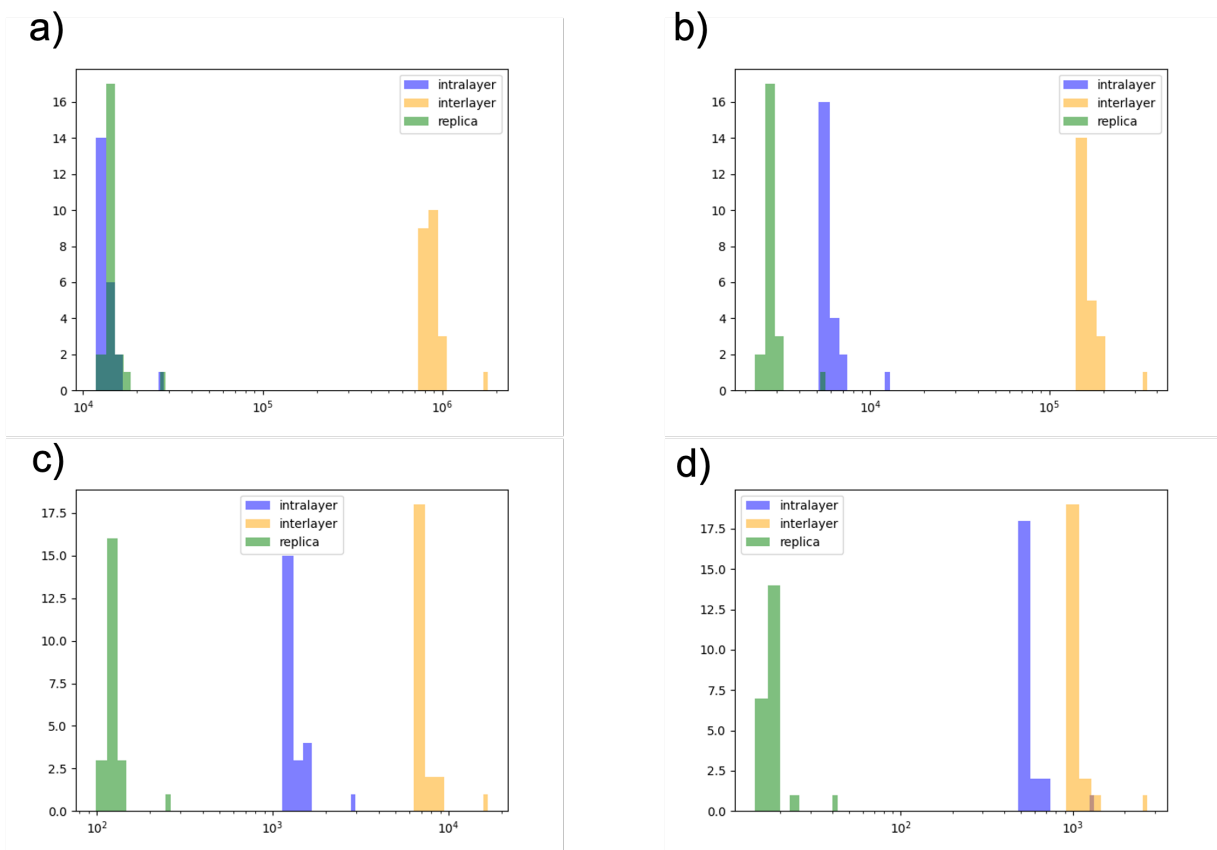 a)
intralayer
interlayer
replica
16
14
12
10
8
6
4
2
0
10⁴
10⁵
10⁶
b)
intralayer
interlayer
replica
16
14
12
10
8
6
4
2
0
10⁴
10⁵
c)
intralayer
interlayer
replica
17.5
15.0
12.5
10.0
7.5
5.0
2.5
0.0
10²
10³
10⁴
d)
intralayer
interlayer
replica
17.5
15.0
12.5
10.0
7.5
5.0
2.5
0.0
10²
10³